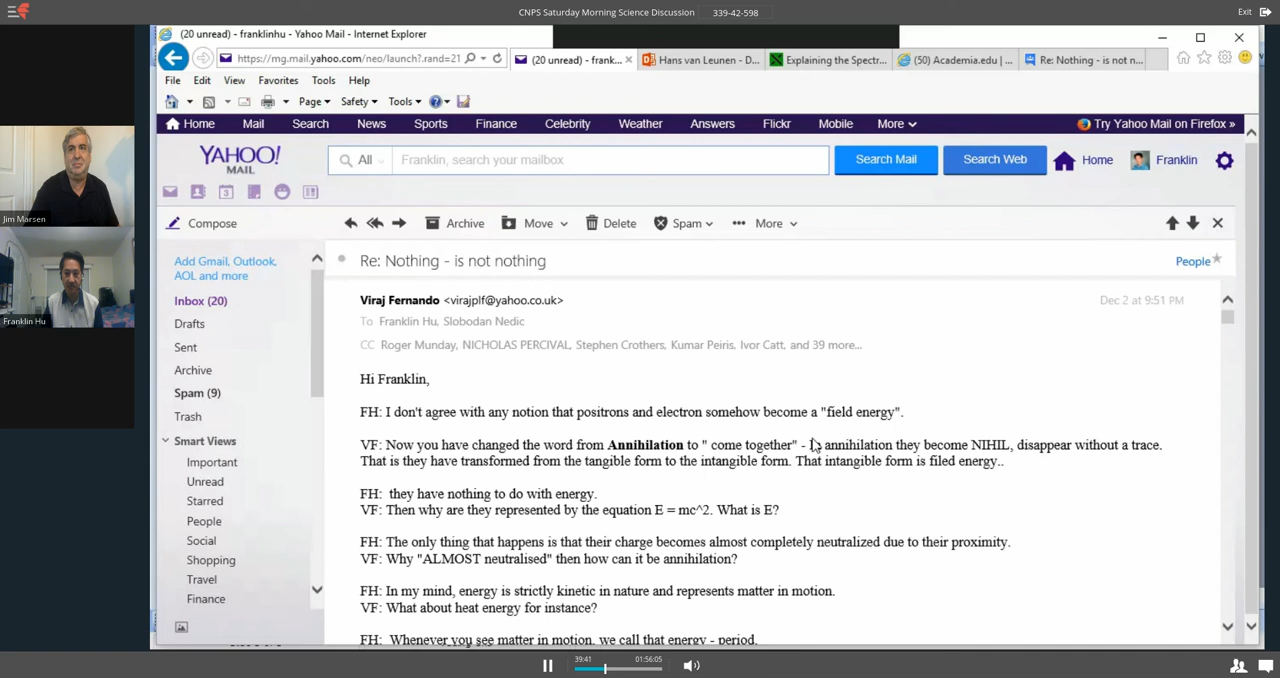 CNPS Saturday Morning Science Discussion 339-42-598 Exit
(20 unread) - franklinhu - Yahoo Mail - Internet Explorer
https://mg.mail.yahoo.com/neo/launch?.rand=21 (20 unread) - frank... Hans van Leunen - D... Explaining the Spectr... (50) Academia.edu | ... Re: Nothing - is not n...
File Edit View Favorites Tools Help
Page Safety Tools
Home Mail Search News Sports Finance Celebrity Weather Answers Flickr Mobile More Try Yahoo Mail on Firefox »
YAHOO!
MAIL
All Franklin, search your mailbox Search Mail Search Web Home Franklin
3
Compose Archive Move Delete Spam More
Add Gmail, Outlook,
AOL and more
Inbox (20)
Drafts
Sent
Archive
Spam (9)
Trash
Smart Views
Important
Unread
Starred
People
Social
Shopping
Travel
Finance
Re: Nothing - is not nothing People
Viraj Fernando <virajplf@yahoo.co.uk> Dec 2 at 9:51 PM
To Franklin Hu, Slobodan Nedic
CC Roger Munday, NICHOLAS PERCIVAL, Stephen Crothers, Kumar Peiris, Ivor Catt, and 39 more...
Hi Franklin,
FH: I don't agree with any notion that positrons and electron somehow become a "field energy".
VF: Now you have changed the word from Annihilation to " come together" - annihilation they become NIHIL, disappear without a trace.
That is they have transformed from the tangible form to the intangible form. That intangible form is filed energy..
FH: they have nothing to do with energy.
VF: Then why are they represented by the equation E = mc^2. What is E?
FH: The only thing that happens is that their charge becomes almost completely neutralized due to their proximity.
VF: Why "ALMOST neutralised" then how can it be annihilation?
FH: In my mind, energy is strictly kinetic in nature and represents matter in motion.
VF: What about heat energy for instance?
FH: Whenever you see matter in motion, we call that energy - period.
Jim Marsen
Franklin Hu
39:41 01:56:05